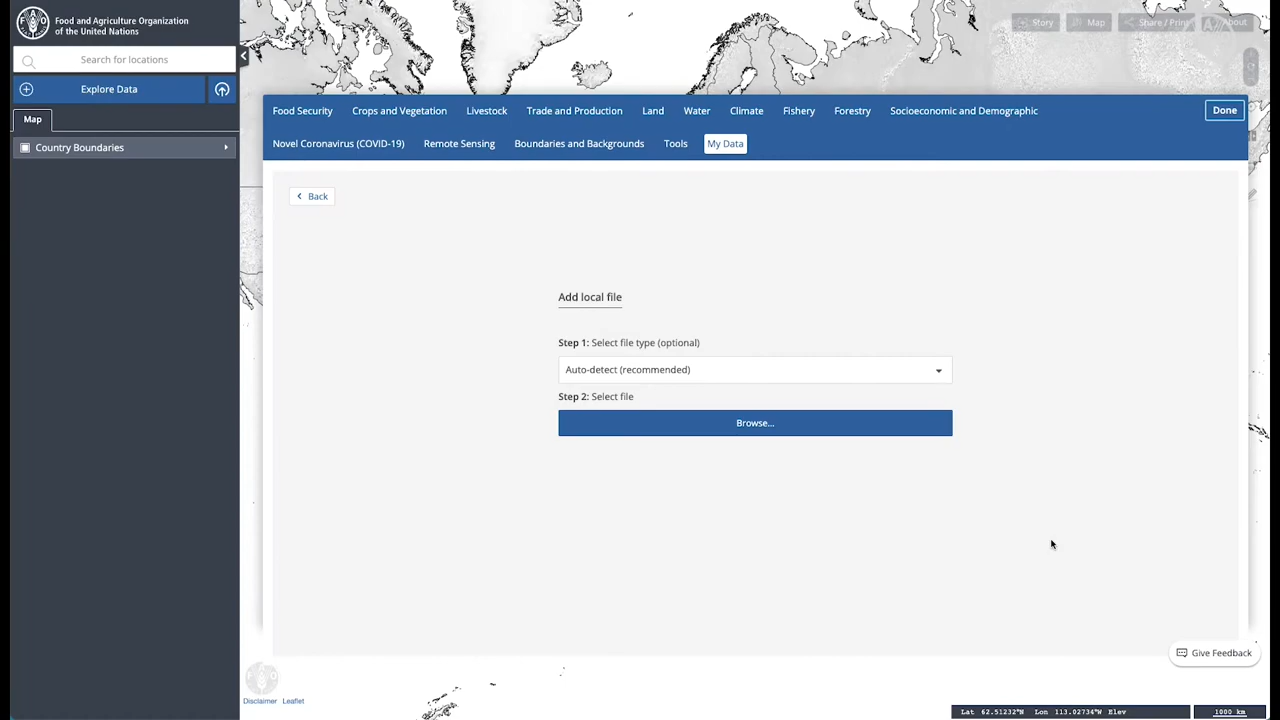 Food and Agriculture Organization
of the United Nations
Search for locations
Explore Data
Map
Country Boundaries
Story
Map
Share / Print
About
Food Security
Crops and Vegetation
Livestock
Trade and Production
Land
Water
Climate
Fishery
Forestry
Socioeconomic and Demographic
Done
Novel Coronavirus (COVID-19)
Remote Sensing
Boundaries and Backgrounds
Tools
My Data
Back
Add local file
Step 1: Select file type (optional)
Auto-detect (recommended)
Step 2: Select file
Browse...
Give Feedback
Disclaimer Leaflet
Lat 62.51232°N Lon 113.02734°W Elev
1000 km